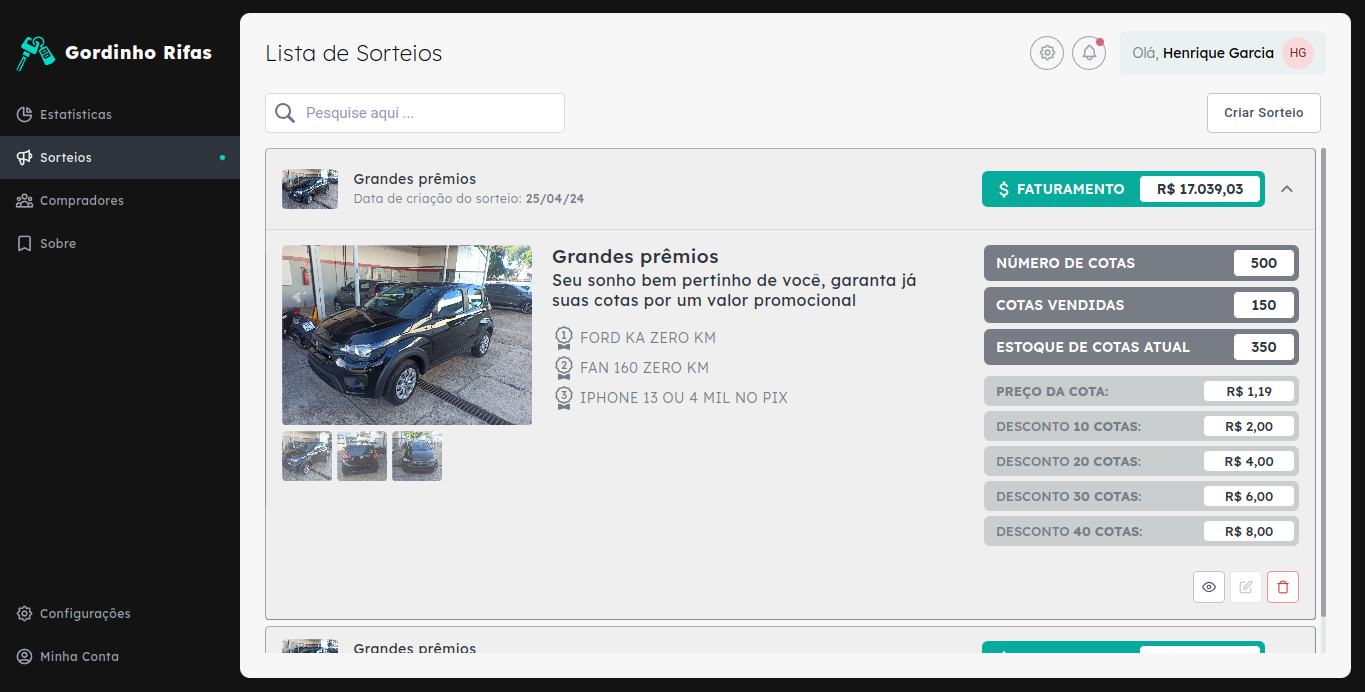 Gordinho Rifas
Estatísticas
Sorteios
Compradores
Sobre
Configurações
Minha Conta
Lista de Sorteios
Olá, Henrique Garcia HG
Pesquise aqui ...
Criar Sorteio
Grandes prêmios
Data de criação do sorteio: 25/04/24
$ FATURAMENTO R$ 17.039,03
Grandes prêmios
Seu sonho bem pertinho de você, garanta já
suas cotas por um valor promocional
1 FORD KA ZERO KM
2 FAN 160 ZERO KM
3 IPHONE 13 OU 4 MIL NO PIX
NÚMERO DE COTAS 500
COTAS VENDIDAS 150
ESTOQUE DE COTAS ATUAL 350
PREÇO DA COTA: R$ 1,19
DESCONTO 10 COTAS: R$ 2,00
DESCONTO 20 COTAS: R$ 4,00
DESCONTO 30 COTAS: R$ 6,00
DESCONTO 40 COTAS: R$ 8,00
Grandes prêmios